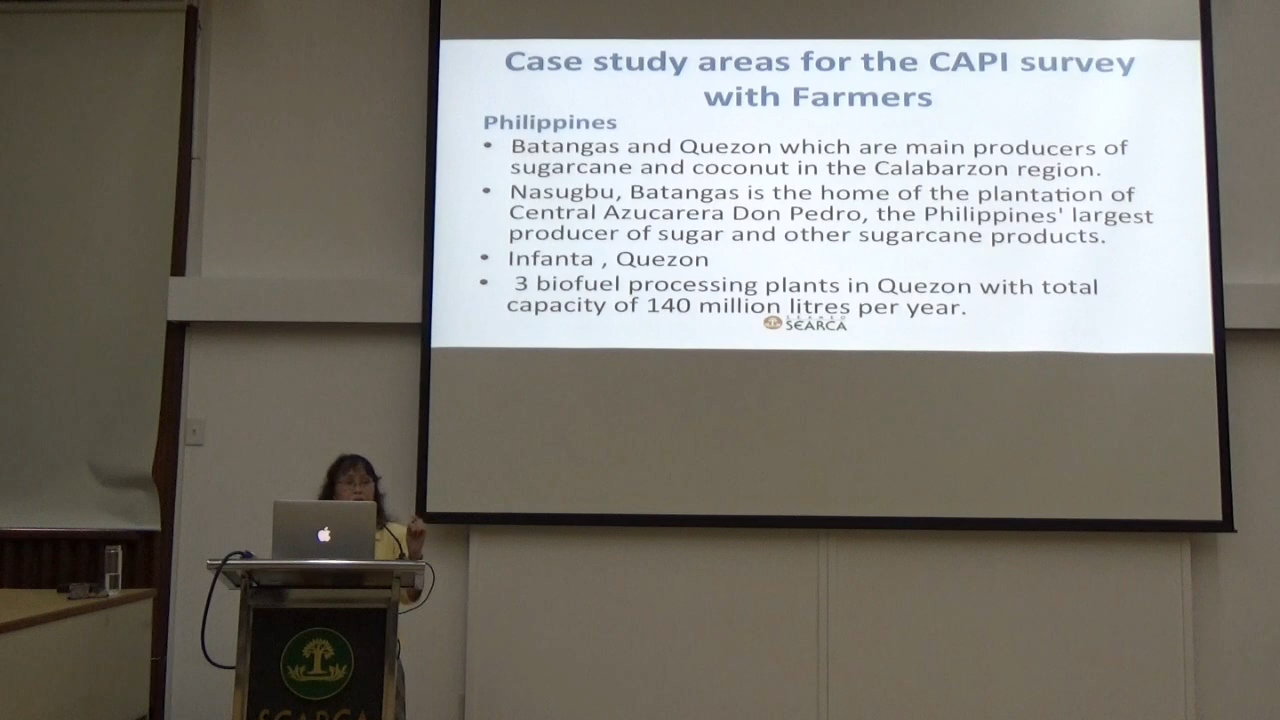 Case study areas for the CAPI survey
with Farmers
Philippines
• Batangas and Quezon which are main producers of
sugarcane and coconut in the Calabarzon region.
• Nasugbu, Batangas is the home of the plantation of
Central Azucarera Don Pedro, the Philippines' largest
producer of sugar and other sugarcane products.
• Infanta , Quezon
• 3 biofuel processing plants in Quezon with total
capacity of 140 million litres per year.
SEARCA
SEARCA